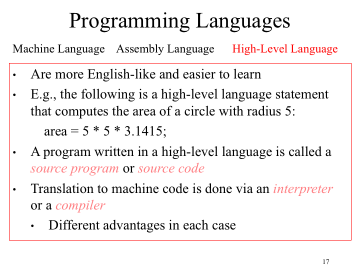 Programming Languages
Machine Language Assembly Language High-Level Language
• Are more English-like and easier to learn
• E.g., the following is a high-level language statement
that computes the area of a circle with radius 5:
area = 5 * 5 * 3.1415;
• A program written in a high-level language is called a
source program or source code
• Translation to machine code is done via an interpreter
or a compiler
• Different advantages in each case
17